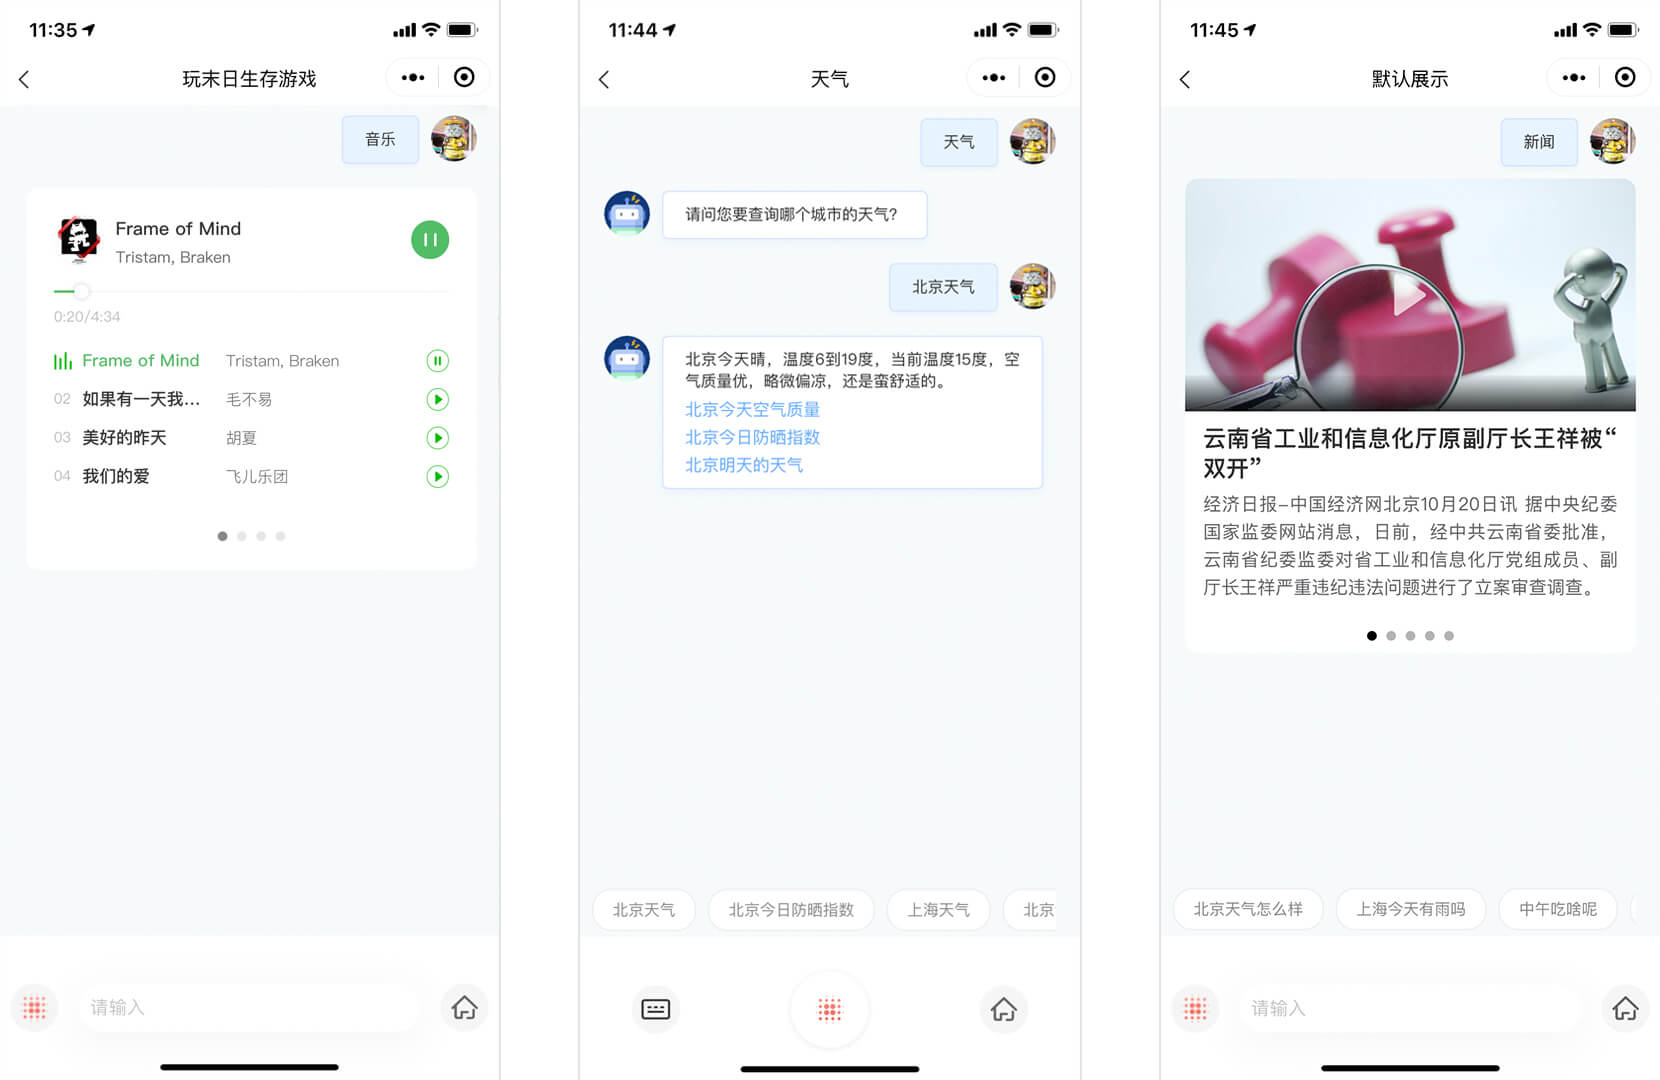 11:35
玩末日生存游戏
音乐
Frame of Mind
Tristam, Braken
0:20/4:34
Frame of Mind Tristam, Braken
02 如果有一天我... 毛不易
03 美好的昨天 胡夏
04 我们的爱 飞儿乐团
请输入
11:44
天气
天气
请问您要查询哪个城市的天气?
北京天气
北京今天晴，温度6到19度，当前温度15度，空
气质量优，略微偏凉，还是蛮舒适的。
北京今天空气质量
北京今日防晒指数
北京明天的天气
北京天气 北京今日防晒指数 上海天气 北京
11:45
默认展示
新闻
云南省工业和信息化厅原副厅长王祥被“
双开”
经济日报-中国经济网北京10月20日讯 据中央纪委
国家监委网站消息，日前，经中共云南省委批准，
云南省纪委监委对省工业和信息化厅党组成员、副
厅长王祥严重违纪违法问题进行了立案审查调查。
北京天气怎么样 上海今天有雨吗 中午吃啥呢
请输入